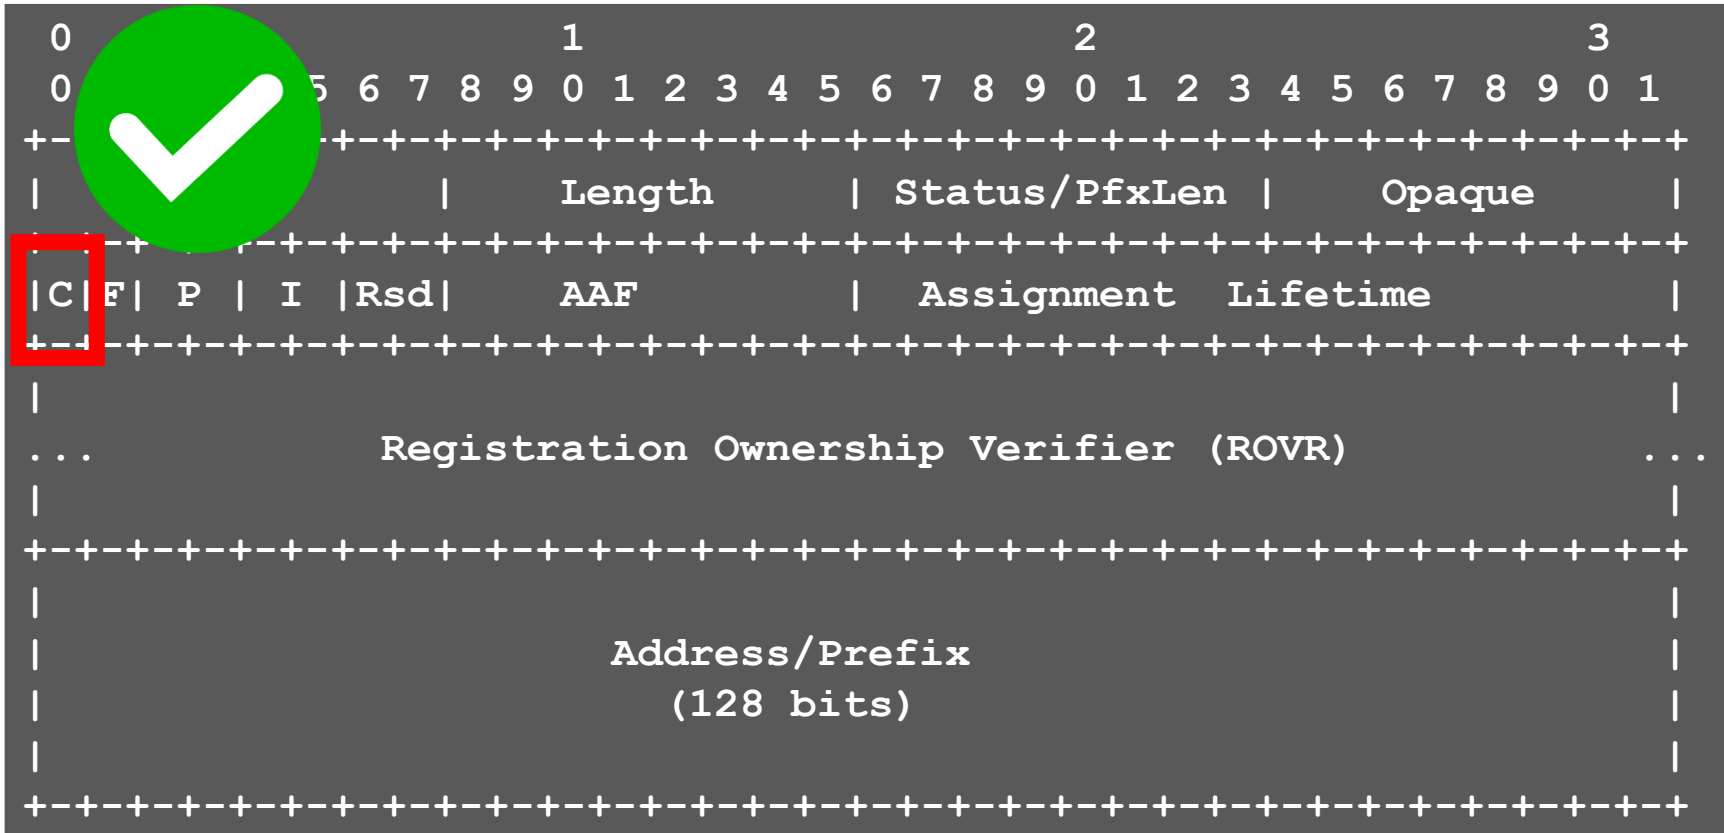 0                   1                   2                   3
 0         5 6 7 8 9 0 1 2 3 4 5 6 7 8 9 0 1 2 3 4 5 6 7 8 9 0 1
+-         -+-+-+-+-+-+-+-+-+-+-+-+-+-+-+-+-+-+-+-+-+-+-+-+-+-+-+
|               |    Length     | Status/PfxLen |    Opaque     |
+-+-+-+-+-+-+-+-+-+-+-+-+-+-+-+-+-+-+-+-+-+-+-+-+-+-+-+-+-+-+-+-+
|C|F| P | I |Rsd|    AAF        |  Assignment  Lifetime         |
+-+-+-+-+-+-+-+-+-+-+-+-+-+-+-+-+-+-+-+-+-+-+-+-+-+-+-+-+-+-+-+-+
|                                                               |
...           Registration Ownership Verifier (ROVR)           ...
|                                                               |
+-+-+-+-+-+-+-+-+-+-+-+-+-+-+-+-+-+-+-+-+-+-+-+-+-+-+-+-+-+-+-+-+
|                                                               |
|                      Address/Prefix                           |
|                        (128 bits)                             |
|                                                               |
+-+-+-+-+-+-+-+-+-+-+-+-+-+-+-+-+-+-+-+-+-+-+-+-+-+-+-+-+-+-+-+-+